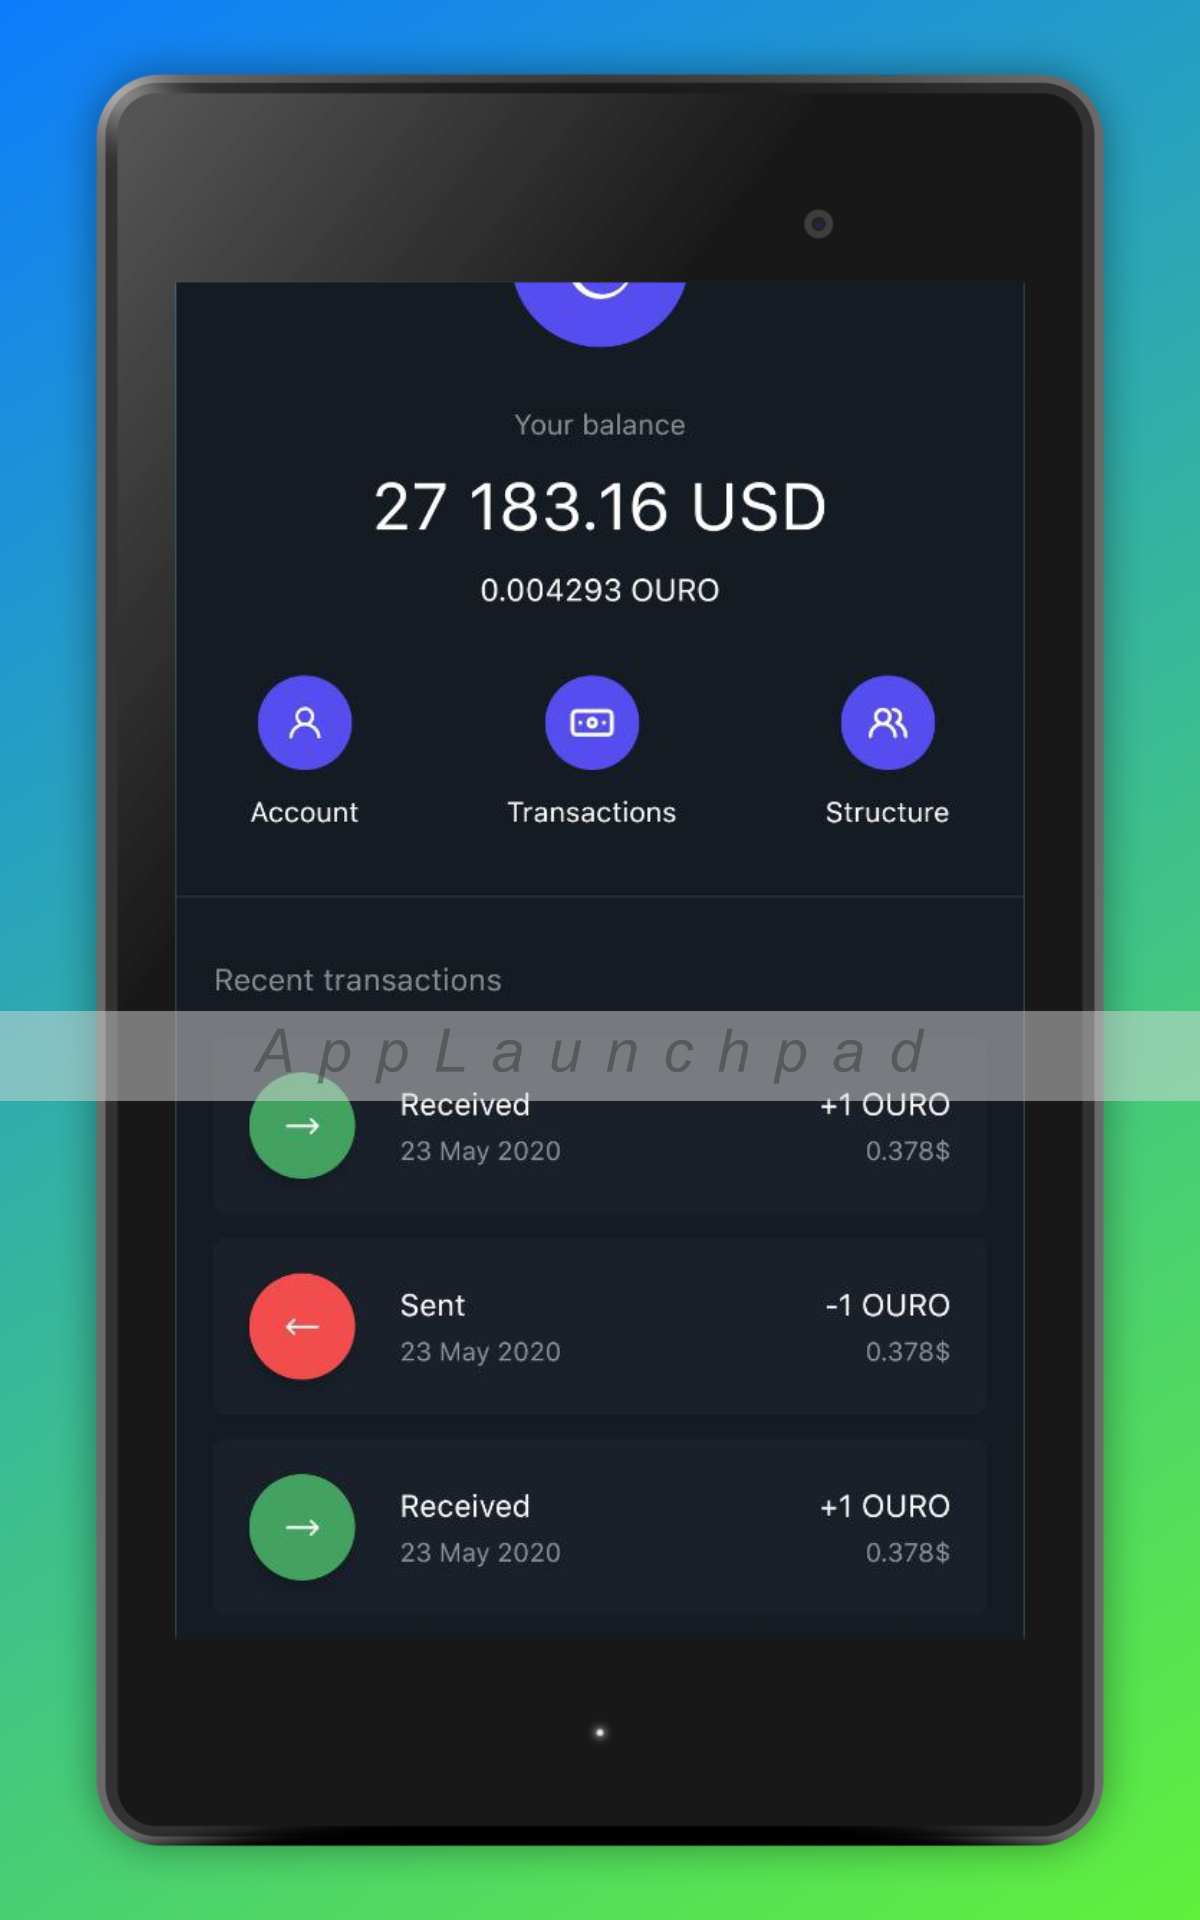 Your balance
27 183.16 USD
0.004293 OURO
Account Transactions Structure
Recent transactions
AppLaunchpad
Received +1 OURO
23 May 2020 0.378$
Sent -1 OURO
23 May 2020 0.378$
Received +1 OURO
23 May 2020 0.378$